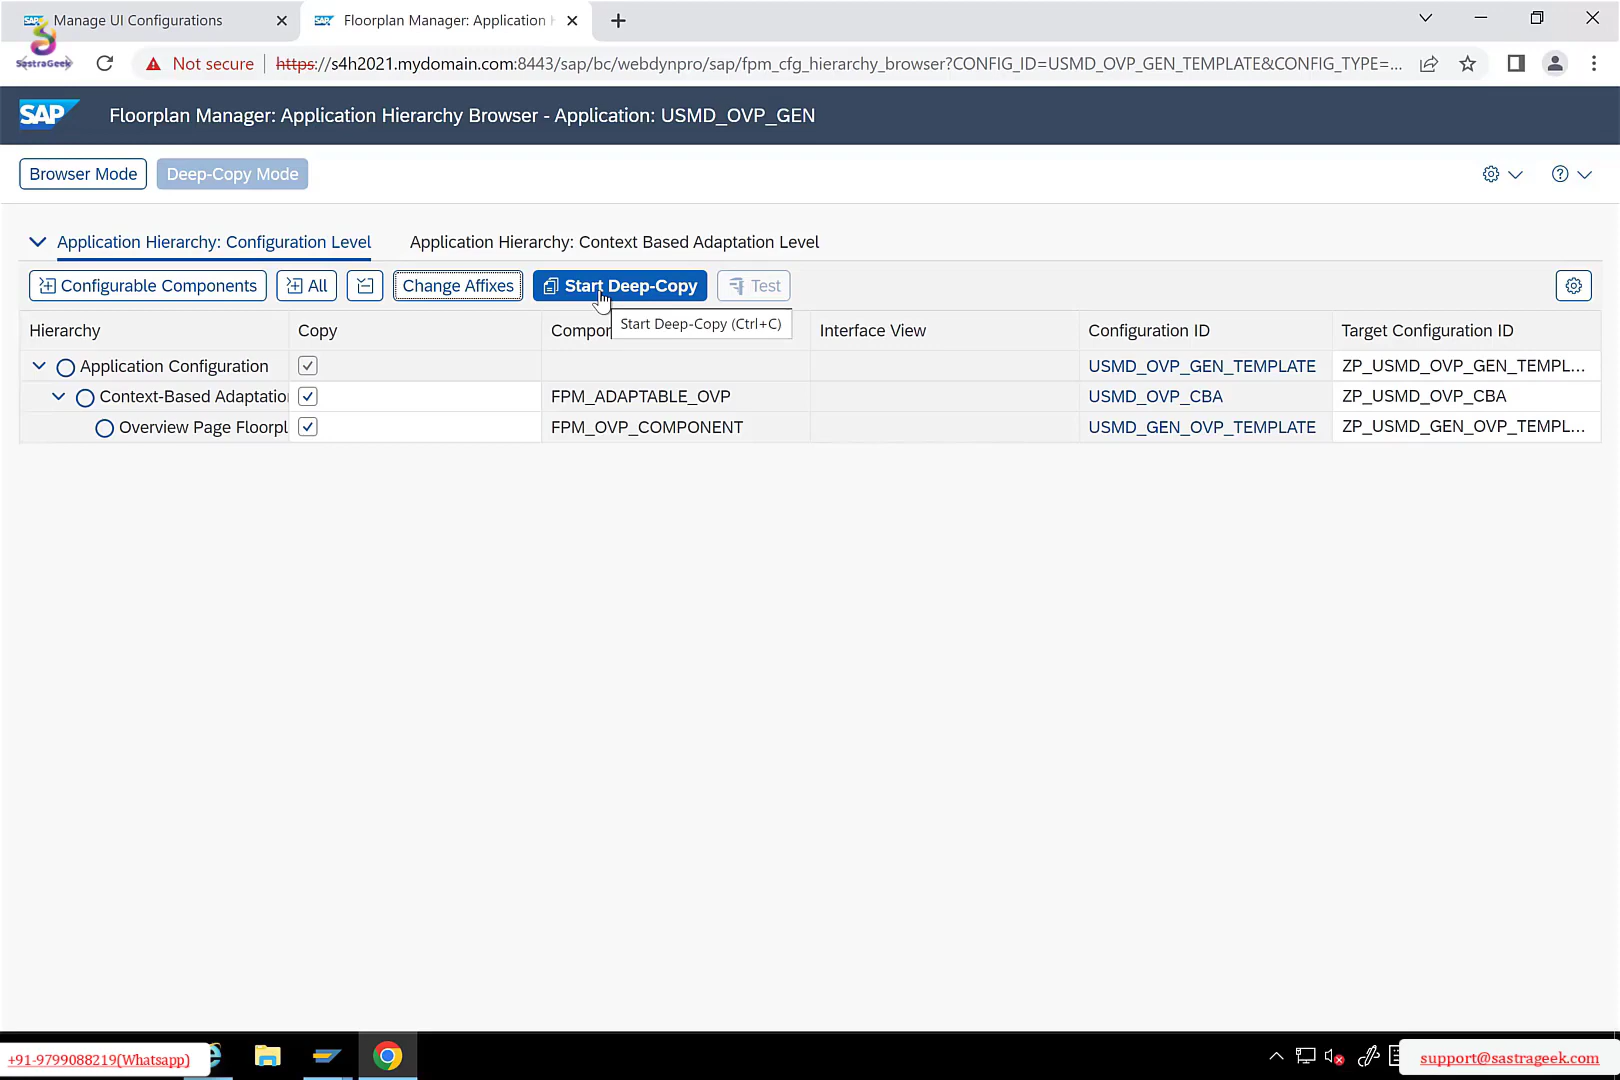 Manage UI Configurations
Floorplan Manager: Application H
SastraGeek
Not secure
https://s4h2021.mydomain.com:8443/sap/bc/webdynpro/sap/fpm_cfg_hierarchy_browser?CONFIG_ID=USMD_OVP_GEN_TEMPLATE&CONFIG_TYPE=...
SAP Floorplan Manager: Application Hierarchy Browser - Application: USMD_OVP_GEN
Browser Mode Deep-Copy Mode
Application Hierarchy: Configuration Level Application Hierarchy: Context Based Adaptation Level
Configurable Components All Change Affixes Start Deep-Copy Test
Start Deep-Copy (Ctrl+C)
Hierarchy Copy Compon Interface View Configuration ID Target Configuration ID
Application Configuration USMD_OVP_GEN_TEMPLATE ZP_USMD_OVP_GEN_TEMPL...
Context-Based Adaptatio FPM_ADAPTABLE_OVP USMD_OVP_CBA ZP_USMD_OVP_CBA
Overview Page Floorpl FPM_OVP_COMPONENT USMD_GEN_OVP_TEMPLATE ZP_USMD_GEN_OVP_TEMPL...
+91-9799088219(Whatsapp)
support@sastrageek.com